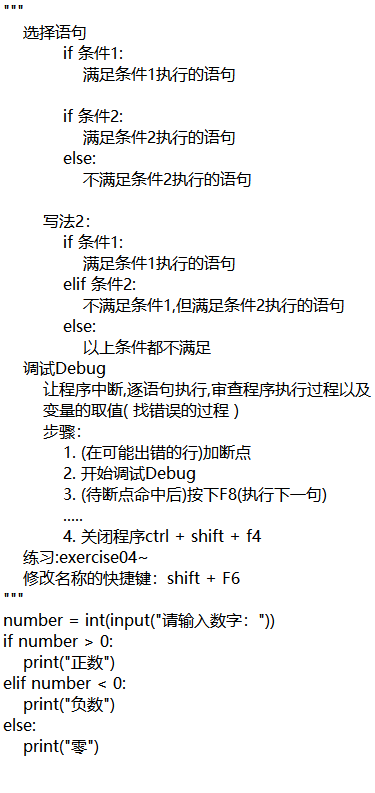 """
选择语句
if 条件1:
满足条件1执行的语句
if 条件2:
满足条件2执行的语句
else:
不满足条件2执行的语句
写法2：
if 条件1:
满足条件1执行的语句
elif 条件2:
不满足条件1,但满足条件2执行的语句
else:
以上条件都不满足
调试Debug
让程序中断,逐语句执行,审查程序执行过程以及
变量的取值( 找错误的过程 )
步骤：
1. (在可能出错的行)加断点
2. 开始调试Debug
3. (待断点命中后)按下F8(执行下一句)
.....
4. 关闭程序ctrl + shift + f4
练习:exercise04~
修改名称的快捷键：shift + F6
"""
number = int(input("请输入数字："))
if number > 0:
print("正数")
elif number < 0:
print("负数")
else:
print("零")